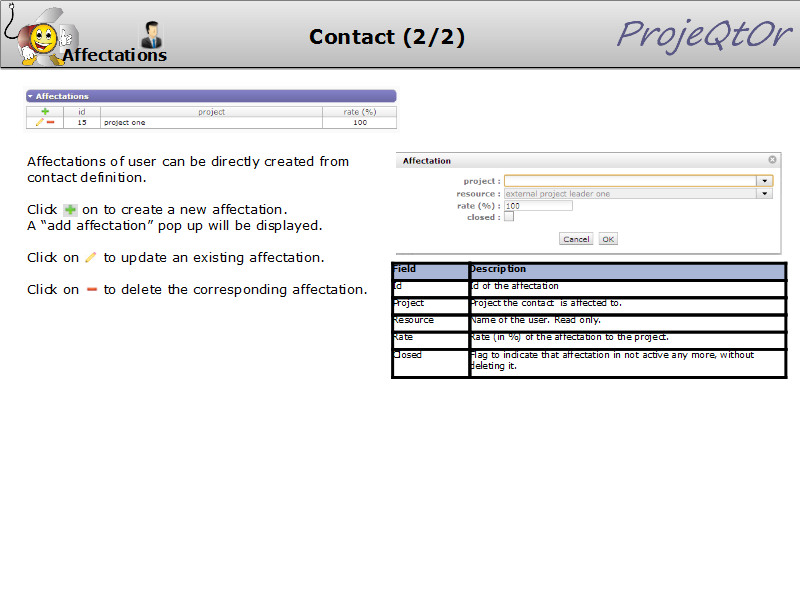 Contact (2/2)
ProjeQtOr
Affectations
Affectations
id project rate (%)
15 project one 100
Affectations of user can be directly created from
contact definition.
Click on to create a new affectation.
A “add affectation” pop up will be displayed.
Click on to update an existing affectation.
Click on to delete the corresponding affectation.
Affectation
project :
resource : external project leader one
rate (%) : 100
closed :
Cancel OK
Field Description
Id Id of the affectation
Project Project the contact is affected to.
Resource Name of the user. Read only.
Rate Rate (in %) of the affectation to the project.
Closed Flag to indicate that affectation in not active any more, without
deleting it.